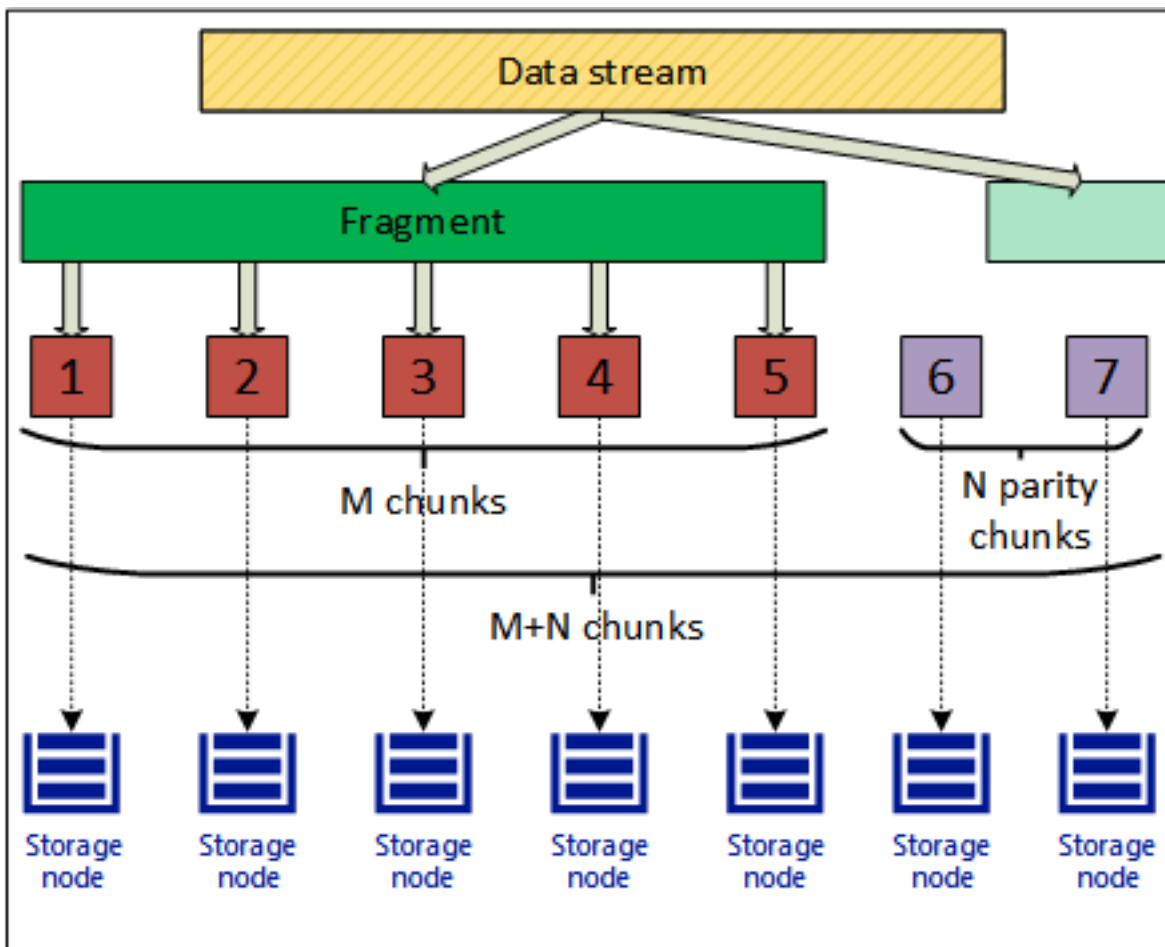 Data stream
Fragment
1 2 3 4 5 6 7
M chunks
N parity
chunks
M+N chunks
Storage Storage Storage Storage Storage Storage Storage
node node node node node node node